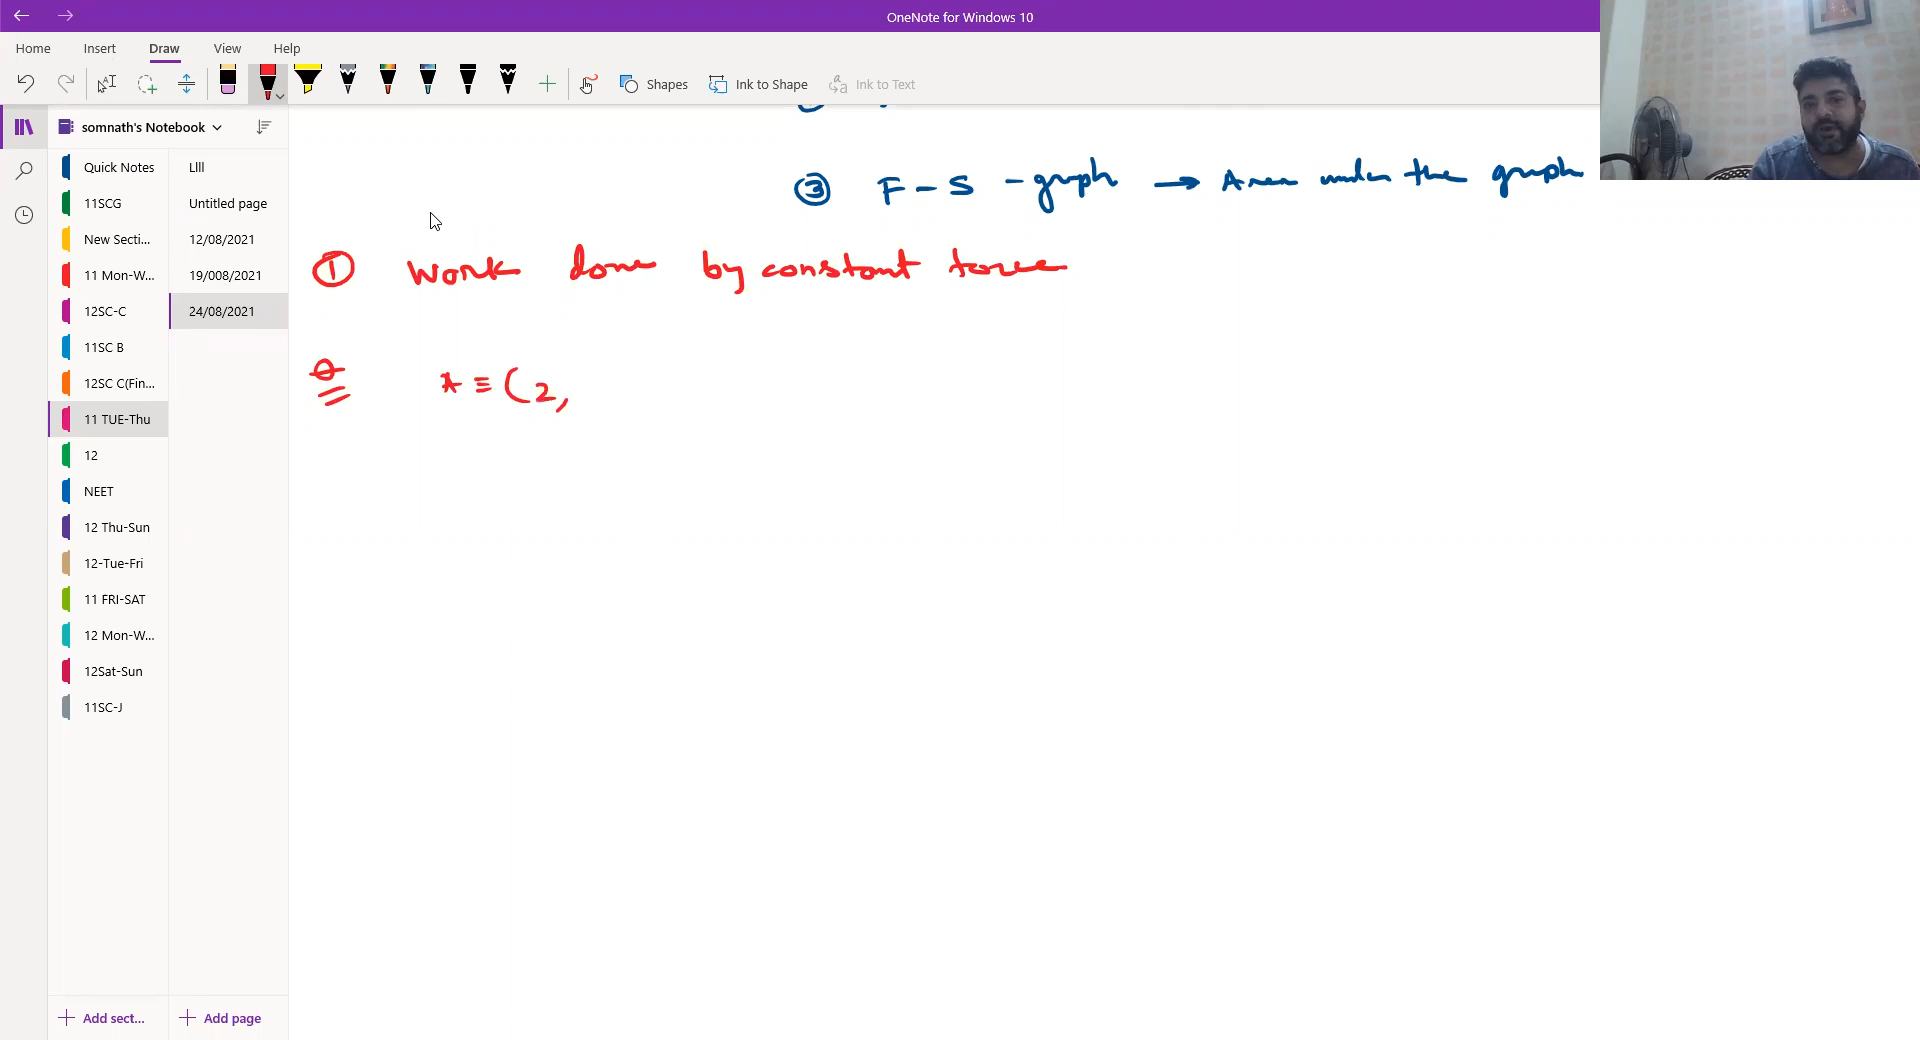 OneNote for Windows 10
Home Insert Draw View Help
Shapes Ink to Shape Ink to Text
somnath's Notebook
Quick Notes
11SCG
New Secti...
11 Mon-W...
12SC-C
11SC B
12SC C(Fin...
11 TUE-Thu
12
NEET
12 Thu-Sun
12-Tue-Fri
11 FRI-SAT
12 Mon-W...
12Sat-Sun
11SC-J
Add sect...
Llll
Untitled page
12/08/2021
19/008/2021
24/08/2021
Add page
③ F - S - graph → Area under the graph
① Work done by constant force
Q A ≡ (2,